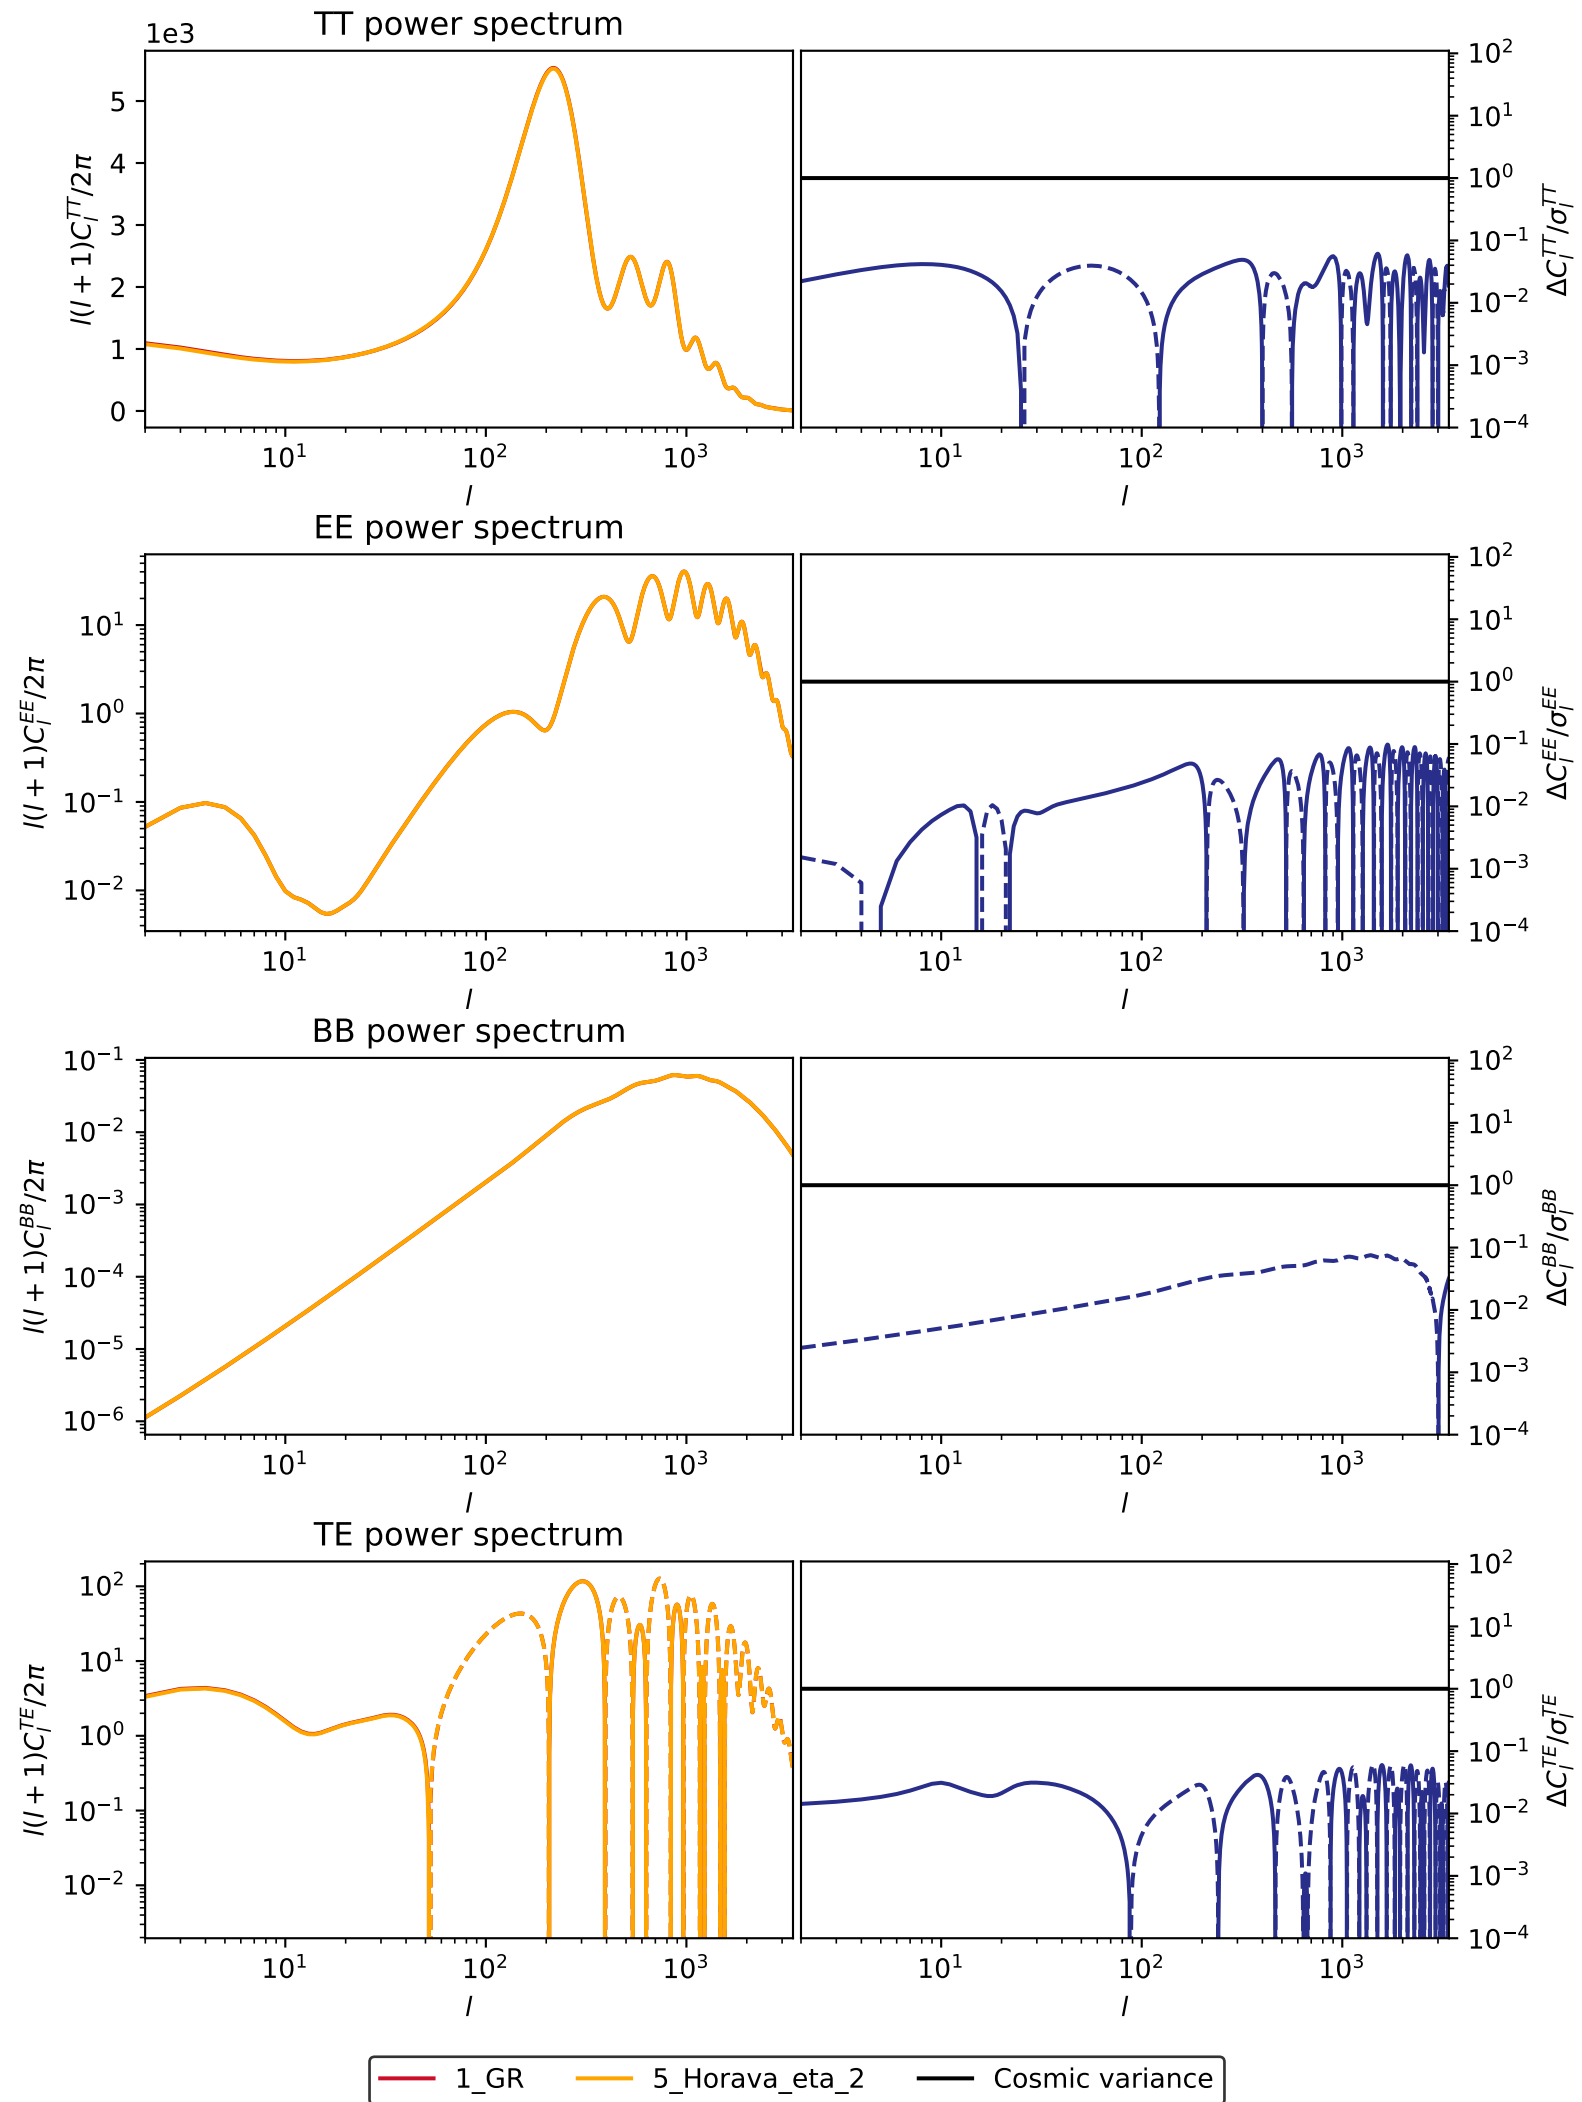 TT power spectrum
1e3
l(l + 1)C_l^{TT}/2π
5
4
3
2
1
0
10^1 10^2 10^3
l
10^2
10^1
10^0
10^{-1}
10^{-2}
10^{-3}
10^{-4}
ΔC_l^{TT}/σ_l^{TT}
10^1 10^2 10^3
l
EE power spectrum
l(l + 1)C_l^{EE}/2π
10^1
10^0
10^{-1}
10^{-2}
10^1 10^2 10^3
l
10^2
10^1
10^0
10^{-1}
10^{-2}
10^{-3}
10^{-4}
ΔC_l^{EE}/σ_l^{EE}
10^1 10^2 10^3
l
BB power spectrum
l(l + 1)C_l^{BB}/2π
10^{-1}
10^{-2}
10^{-3}
10^{-4}
10^{-5}
10^{-6}
10^1 10^2 10^3
l
10^2
10^1
10^0
10^{-1}
10^{-2}
10^{-3}
10^{-4}
ΔC_l^{BB}/σ_l^{BB}
10^1 10^2 10^3
l
TE power spectrum
l(l + 1)C_l^{TE}/2π
10^2
10^1
10^0
10^{-1}
10^{-2}
10^1 10^2 10^3
l
10^2
10^1
10^0
10^{-1}
10^{-2}
10^{-3}
10^{-4}
ΔC_l^{TE}/σ_l^{TE}
10^1 10^2 10^3
l
1_GR 5_Horava_eta_2 Cosmic variance